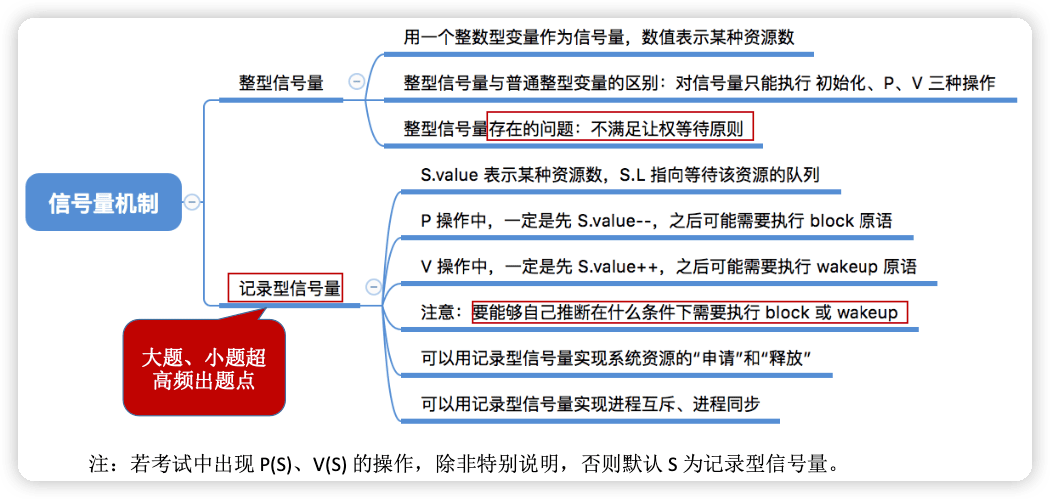 信号量机制
整型信号量
用一个整数型变量作为信号量，数值表示某种资源数
整型信号量与普通整型变量的区别：对信号量只能执行 初始化、P、V 三种操作
整型信号量存在的问题：不满足让权等待原则
记录型信号量
S.value 表示某种资源数，S.L 指向等待该资源的队列
P 操作中，一定是先 S.value--，之后可能需要执行 block 原语
V 操作中，一定是先 S.value++，之后可能需要执行 wakeup 原语
注意：要能够自己推断在什么条件下需要执行 block 或 wakeup
可以用记录型信号量实现系统资源的“申请”和“释放”
可以用记录型信号量实现进程互斥、进程同步
大题、小题超
高频出题点
注：若考试中出现 P(S)、V(S) 的操作，除非特别说明，否则默认 S 为记录型信号量。